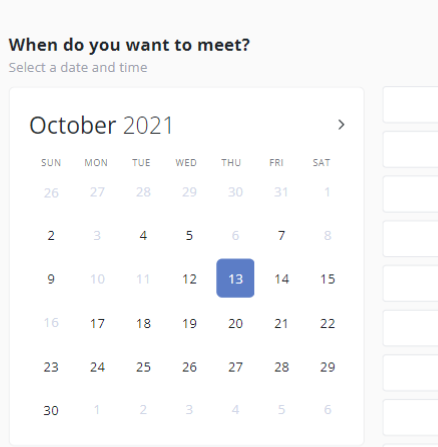 When do you want to meet?
Select a date and time
October 2021
SUN MON TUE WED THU FRI SAT
26 27 28 29 30 31 1
2 3 4 5 6 7 8
9 10 11 12 13 14 15
16 17 18 19 20 21 22
23 24 25 26 27 28 29
30 1 2 3 4 5 6